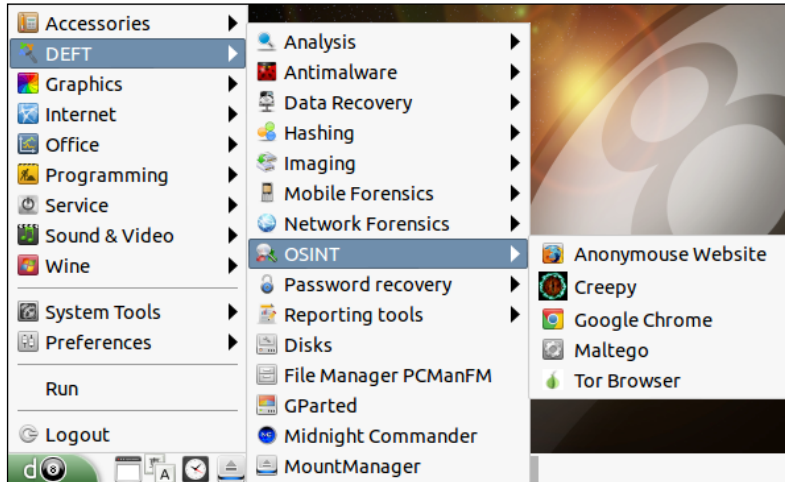 Accessories
DEFT
Graphics
Internet
Office
Programming
Service
Sound & Video
Wine
System Tools
Preferences
Run
Logout
Analysis
Antimalware
Data Recovery
Hashing
Imaging
Mobile Forensics
Network Forensics
OSINT
Password recovery
Reporting tools
Disks
File Manager PCManFM
GParted
Midnight Commander
MountManager
Anonymouse Website
Creepy
Google Chrome
Maltego
Tor Browser
d8
A